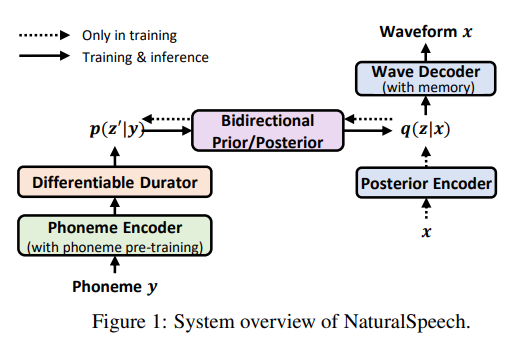 Only in training
Training & inference
Waveform x
Wave Decoder
(with memory)
p(z′|y)
Bidirectional
Prior/Posterior
q(z|x)
Differentiable Durator
Posterior Encoder
Phoneme Encoder
(with phoneme pre-training)
x
Phoneme y
Figure 1: System overview of NaturalSpeech.